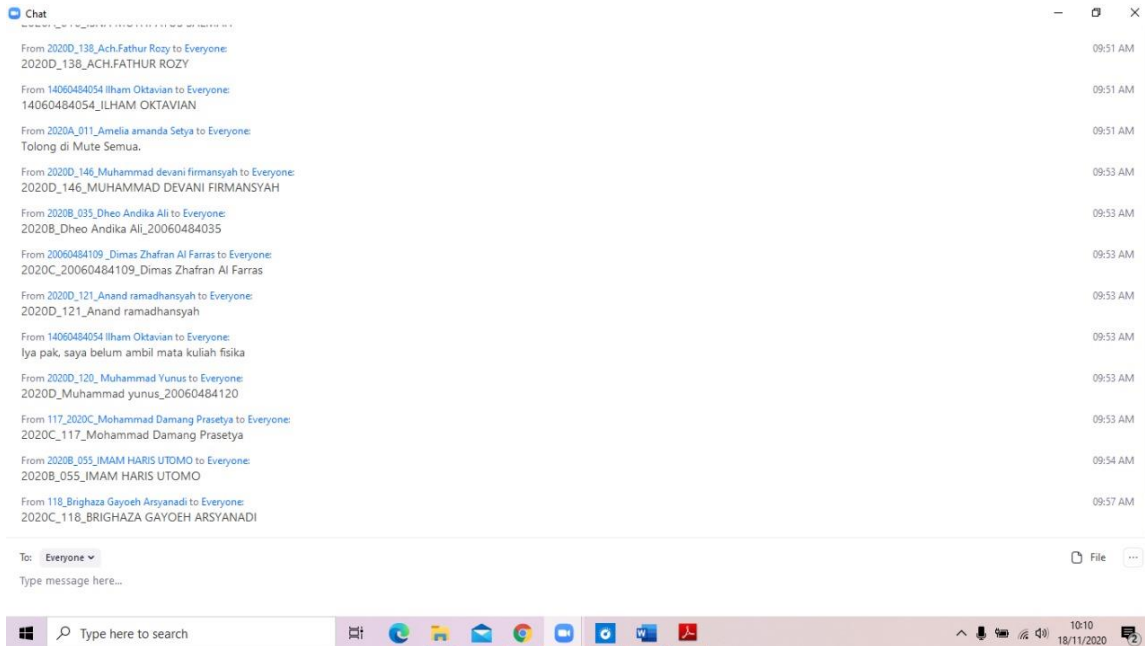 Chat
From 2020D_138_Ach.Fathur Rozy to Everyone: 09:51 AM
2020D_138_ACH.FATHUR ROZY
From 14060484054 Ilham Oktavian to Everyone: 09:51 AM
14060484054_ILHAM OKTAVIAN
From 2020A_011_Amelia amanda Setya to Everyone: 09:51 AM
Tolong di Mute Semua.
From 2020D_146_Muhammad devani firmansyah to Everyone: 09:53 AM
2020D_146_MUHAMMAD DEVANI FIRMANSYAH
From 2020B_035_Dheo Andika Ali to Everyone: 09:53 AM
2020B_Dheo Andika Ali_20060484035
From 20060484109 _Dimas Zhafran Al Farras to Everyone: 09:53 AM
2020C_20060484109_Dimas Zhafran Al Farras
From 2020D_121_Anand ramadhansyah to Everyone: 09:53 AM
2020D_121_Anand ramadhansyah
From 14060484054 Ilham Oktavian to Everyone: 09:53 AM
Iya pak, saya belum ambil mata kuliah fisika
From 2020D_120_ Muhammad Yunus to Everyone: 09:53 AM
2020D_Muhammad yunus_20060484120
From 117_2020C_Mohammad Damang Prasetya to Everyone: 09:53 AM
2020C_117_Mohammad Damang Prasetya
From 2020B_055_IMAM HARIS UTOMO to Everyone: 09:54 AM
2020B_055_IMAM HARIS UTOMO
From 118_Brighaza Gayoeh Arsyanadi to Everyone: 09:57 AM
2020C_118_BRIGHAZA GAYOEH ARSYANADI
To: Everyone File
Type message here...
Type here to search 10:10
18/11/2020 2